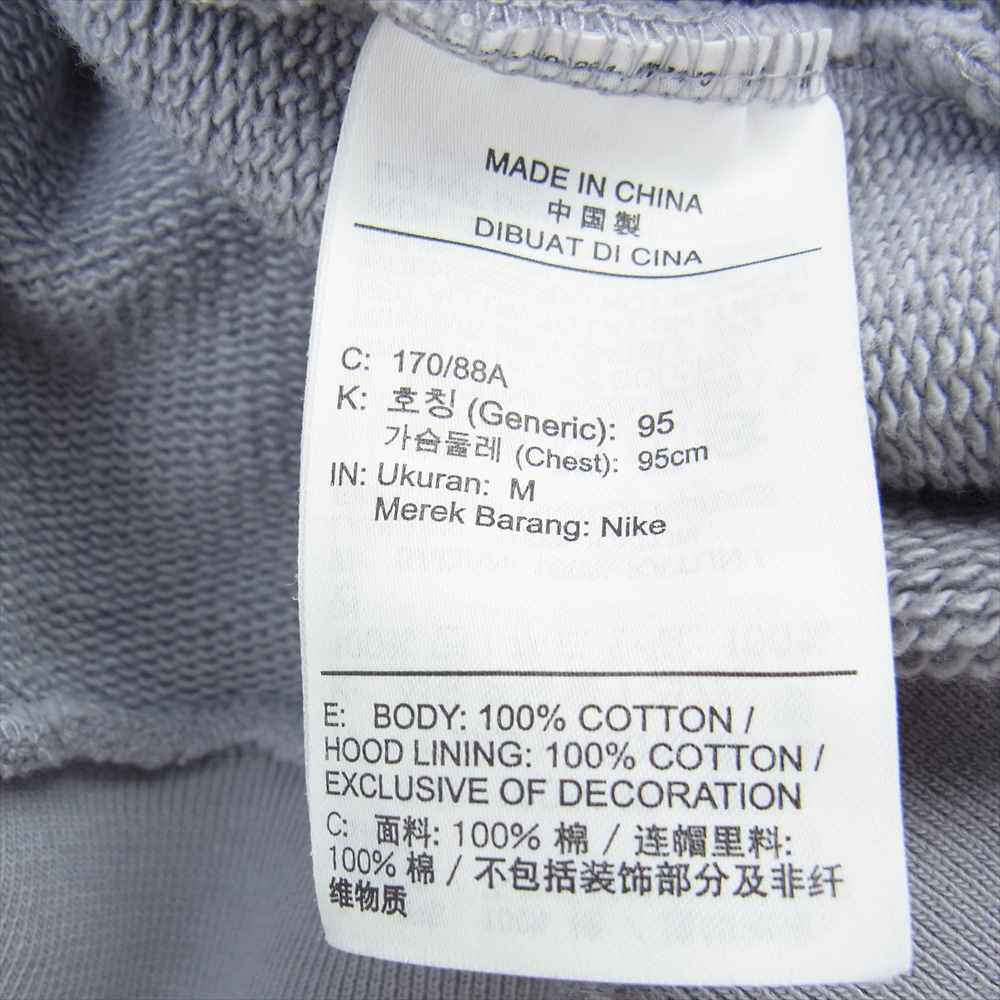 MADE IN CHINA
中国製
DIBUAT DI CINA
C: 170/88A
K: 호칭 (Generic): 95
가슴둘레 (Chest): 95cm
IN: Ukuran: M
Merek Barang: Nike
E: BODY: 100% COTTON /
HOOD LINING: 100% COTTON /
EXCLUSIVE OF DECORATION
C: 面料: 100% 棉 / 连帽里料:
100% 棉 / 不包括装饰部分及非纤
维物质